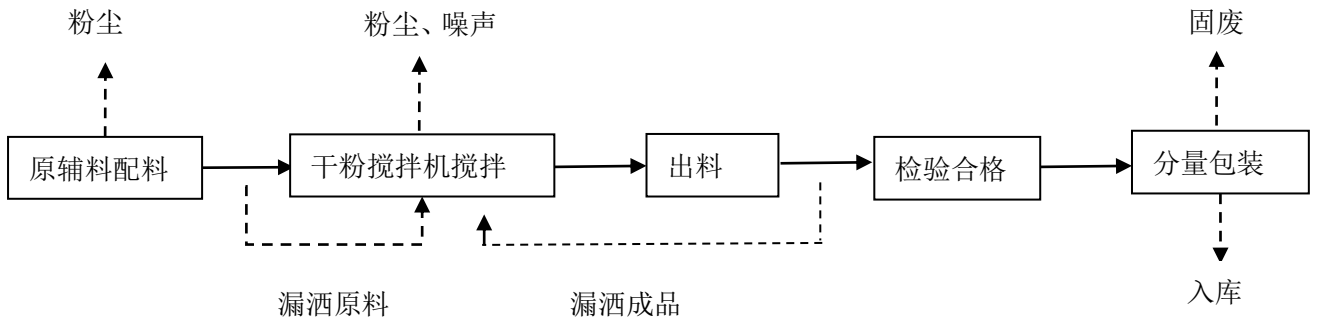 粉尘
粉尘、噪声
固废
原辅料配料
干粉搅拌机搅拌
出料
检验合格
分量包装
漏洒原料
漏洒成品
入库